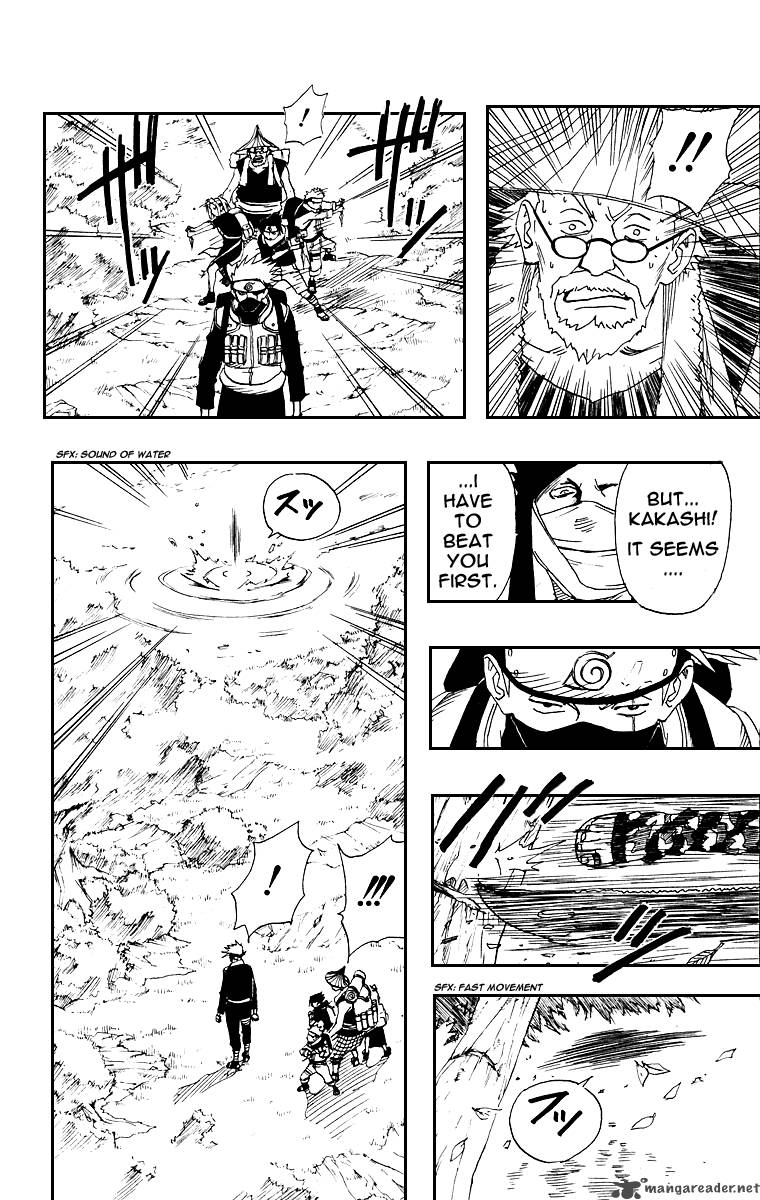 !!
!
BUT...
KAKASHI!
IT SEEMS
....
...I
HAVE
TO
BEAT
YOU
FIRST.
SFX: FAST MOVEMENT
フッ
SFX: SOUND OF WATER
スッ
!!!
!
mangareader.net